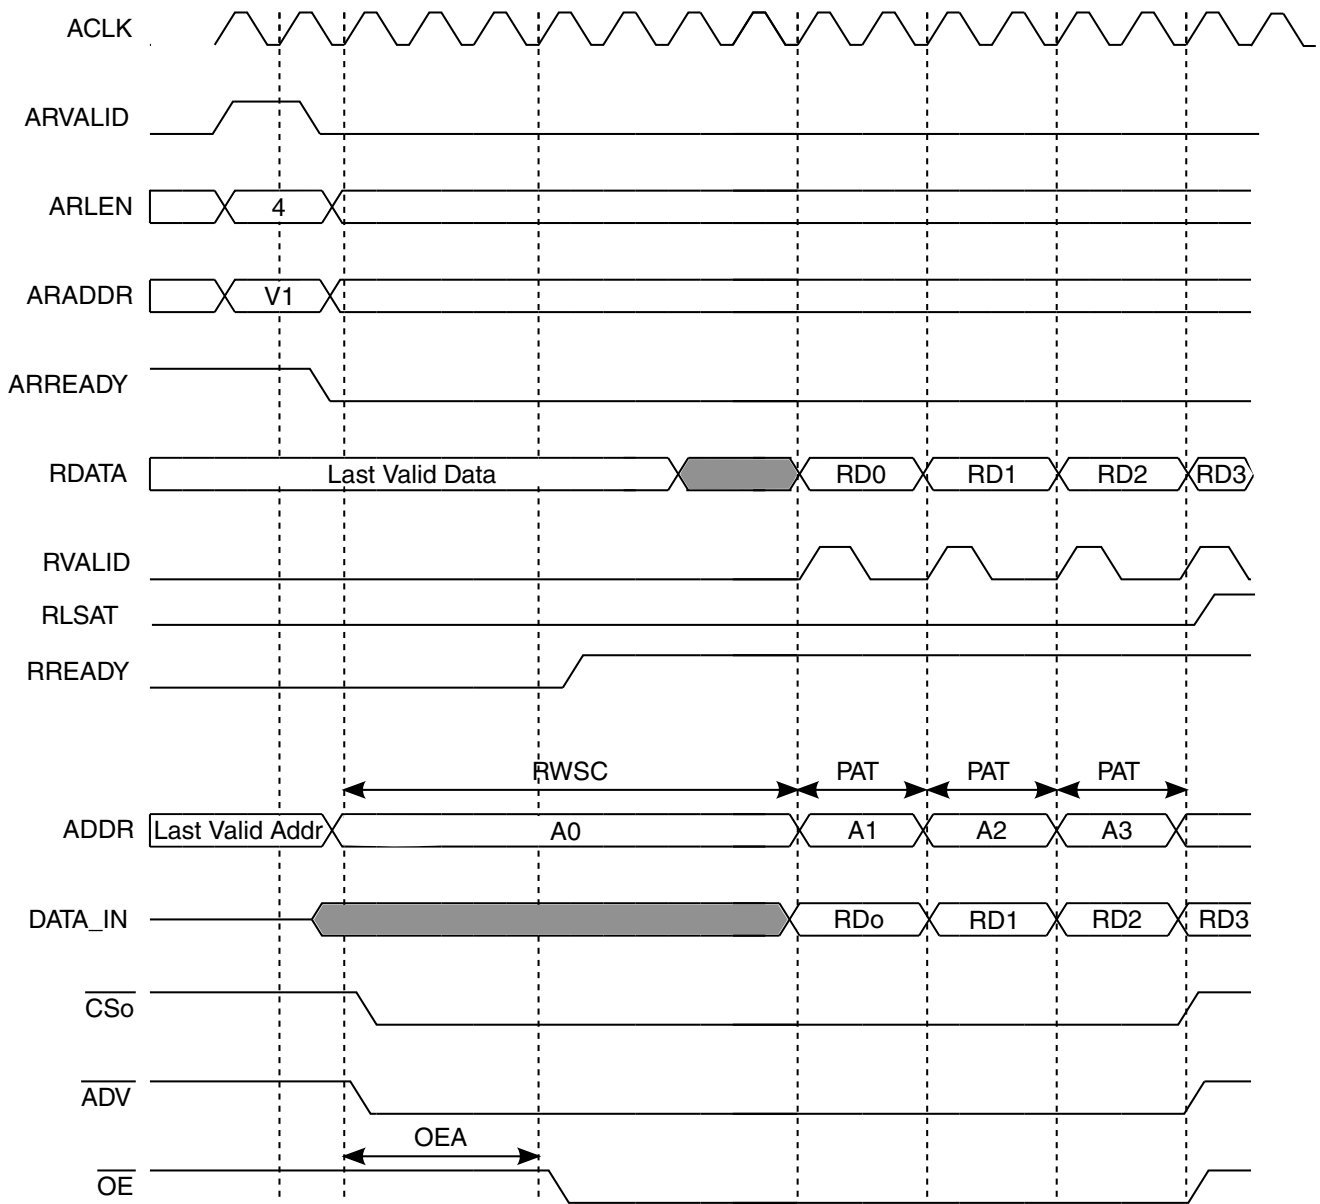 ACLK
ARVALID
ARLEN 4
ARADDR V1
ARREADY
RDATA Last Valid Data RD0 RD1 RD2 RD3
RVALID
RLSAT
RREADY
RWSC PAT PAT PAT
ADDR Last Valid Addr A0 A1 A2 A3
DATA_IN RDo RD1 RD2 RD3
CSo
ADV
OEA
OE